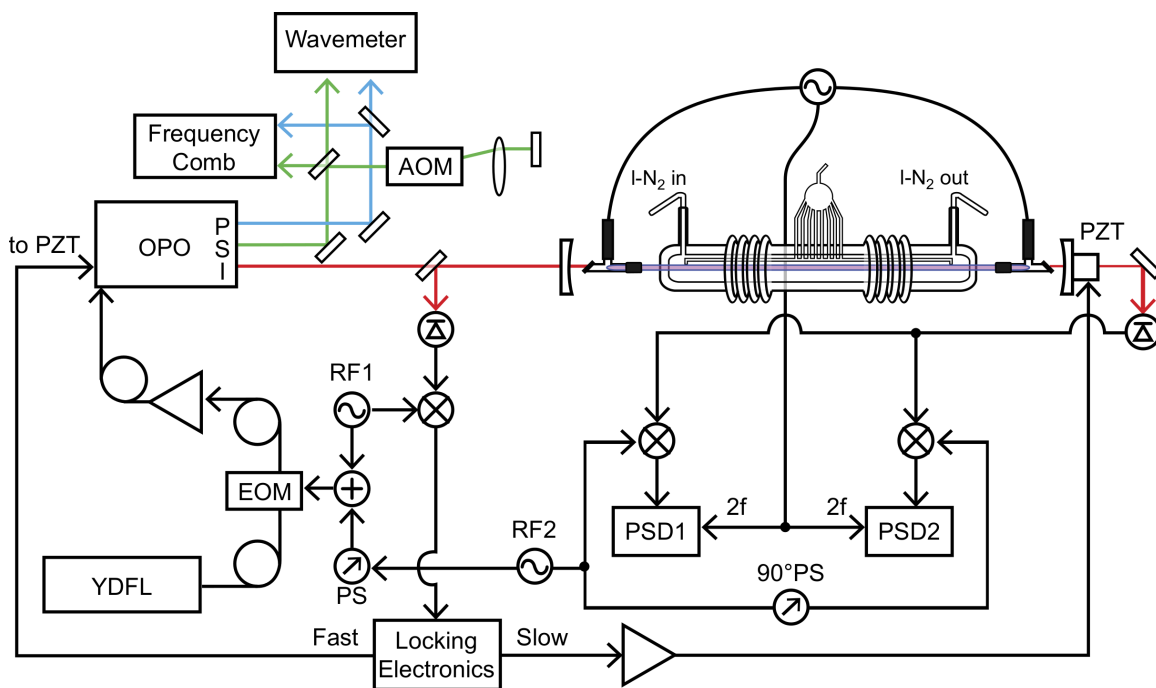 Wavemeter
Frequency
Comb
AOM
l-N2 in
l-N2 out
to PZT
OPO
P
S
I
PZT
RF1
EOM
2f
2f
PSD1
PSD2
RF2
YDFL
PS
90°PS
Fast
Locking
Electronics
Slow